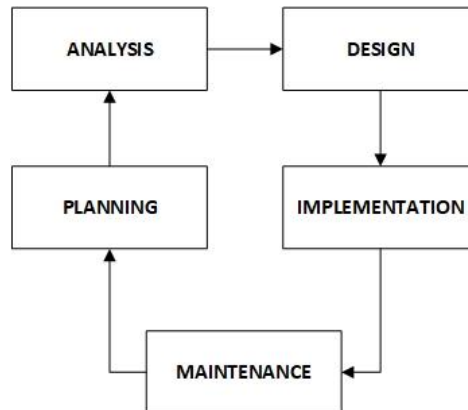 ANALYSIS
DESIGN
PLANNING
IMPLEMENTATION
MAINTENANCE